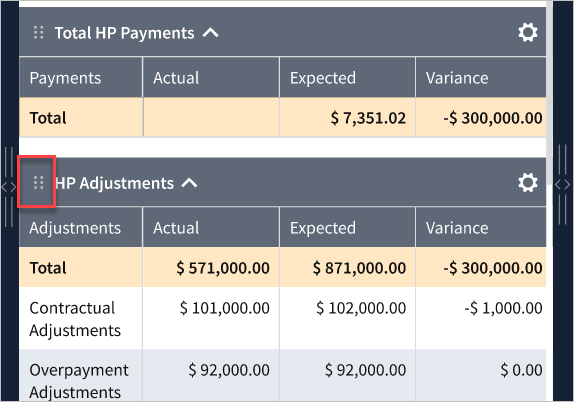 Total HP Payments
Payments Actual Expected Variance
Total $ 7,351.02 -$ 300,000.00
HP Adjustments
Adjustments Actual Expected Variance
Total $ 571,000.00 $ 871,000.00 -$ 300,000.00
Contractual $ 101,000.00 $ 102,000.00 -$ 1,000.00
Adjustments
Overpayment $ 92,000.00 $ 92,000.00 $ 0.00
Adjustments